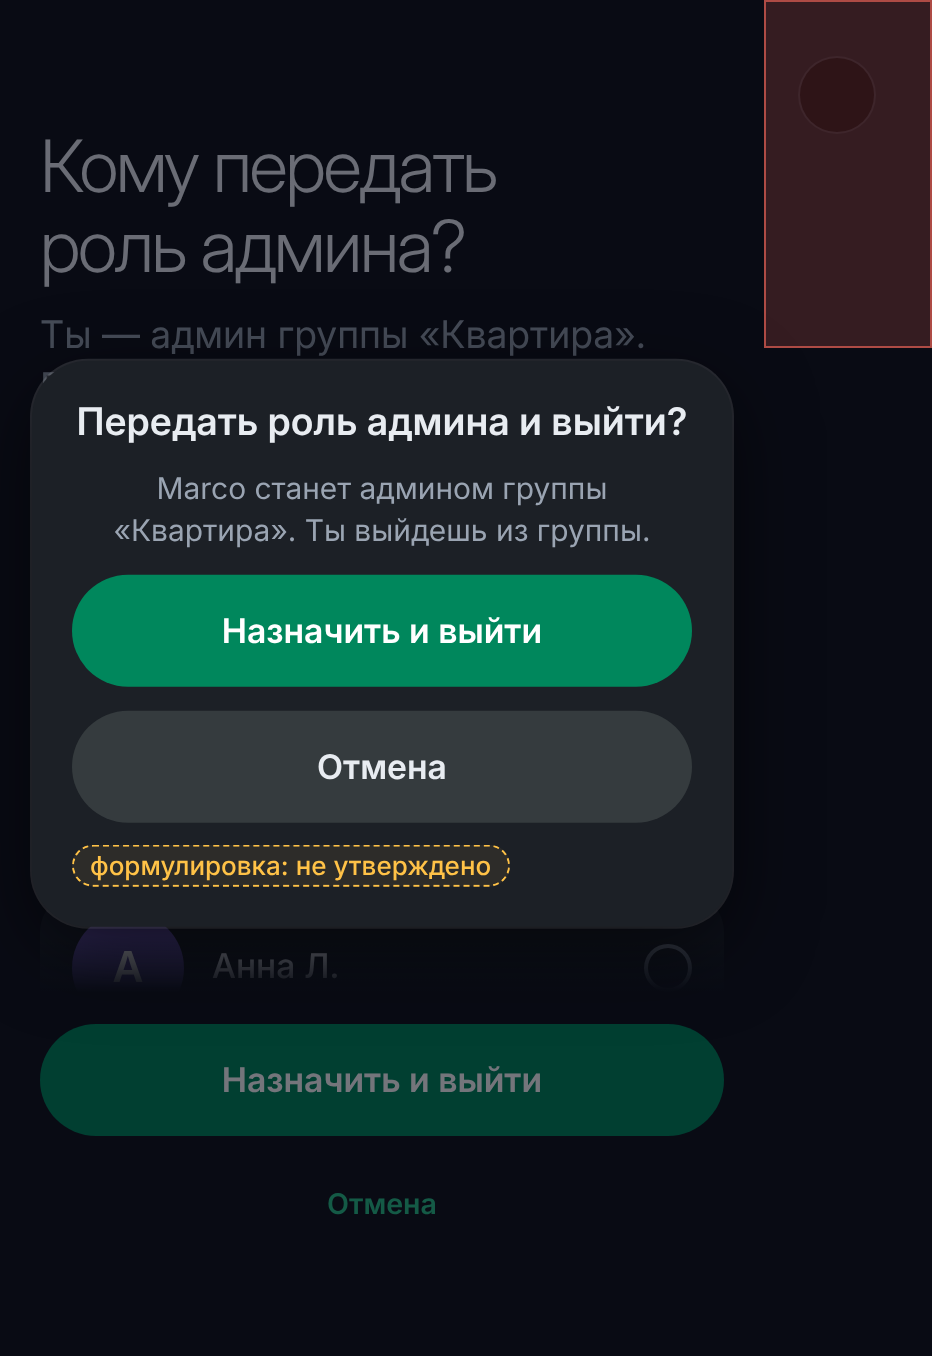 Кому передать
роль админа?
Ты — админ группы «Квартира».
Передать роль админа и выйти?
Marco станет админом группы
«Квартира». Ты выйдешь из группы.
Назначить и выйти
Отмена
формулировка: не утверждено
А
Анна Л.
Назначить и выйти
Отмена